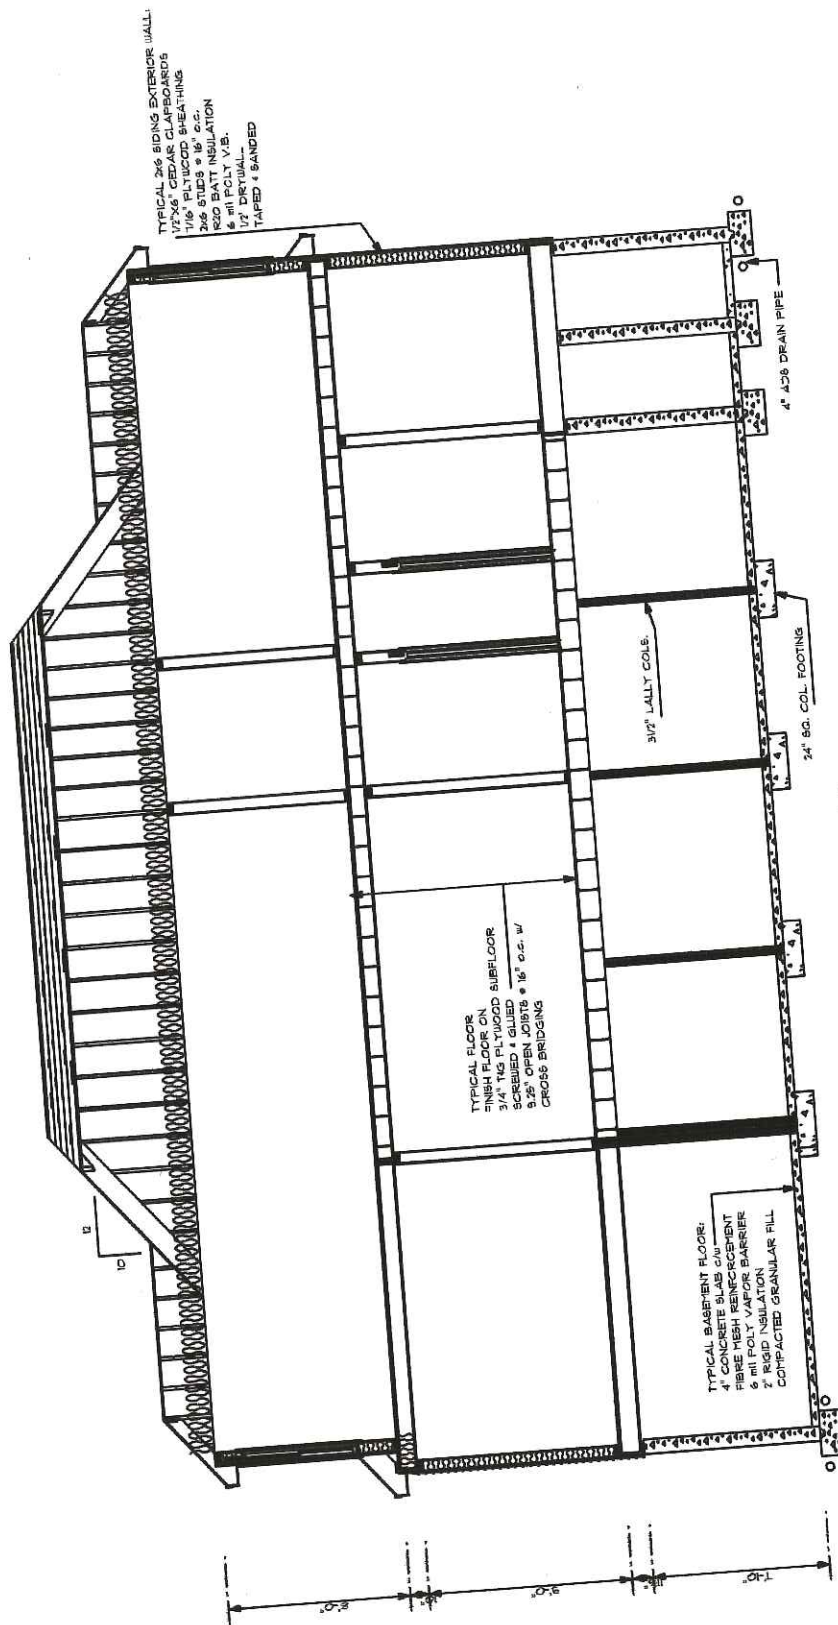 TYPICAL 2x6 SIDING EXTERIOR WALL:
1/2"X6" CEDAR CLAPBOARDS
7/16" PLYWOOD SHEATHING
2x6 STUDS @ 16" O.C.
R20 BATT INSULATION
6 mil POLY V.B.
1/2" DRYWALL
TAPED & SANDED
12
10
TYPICAL FLOOR
FINISH FLOOR ON
3/4" T&G PLYWOOD SUBFLOOR
SCREWED & GLUED
9.25" OPEN JOISTS @ 16" O.C. W/
CROSS BRIDGING
3 1/2" LALLY COLS.
4" ADS DRAIN PIPE
24" SQ. COL. FOOTING
TYPICAL BASEMENT FLOOR:
4" CONCRETE SLAB C/W
FIBRE MESH REINFORCEMENT
6 mil POLY VAPOR BARRIER
2" RIGID INSULATION
COMPACTED GRANULAR FILL
8'-0"
9'-0"
7'-10"